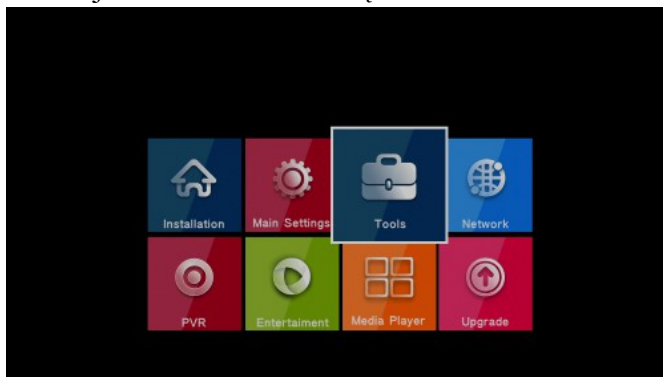 Installation
Main Settings
Tools
Network
PVR
Entertaiment
Media Player
Upgrade